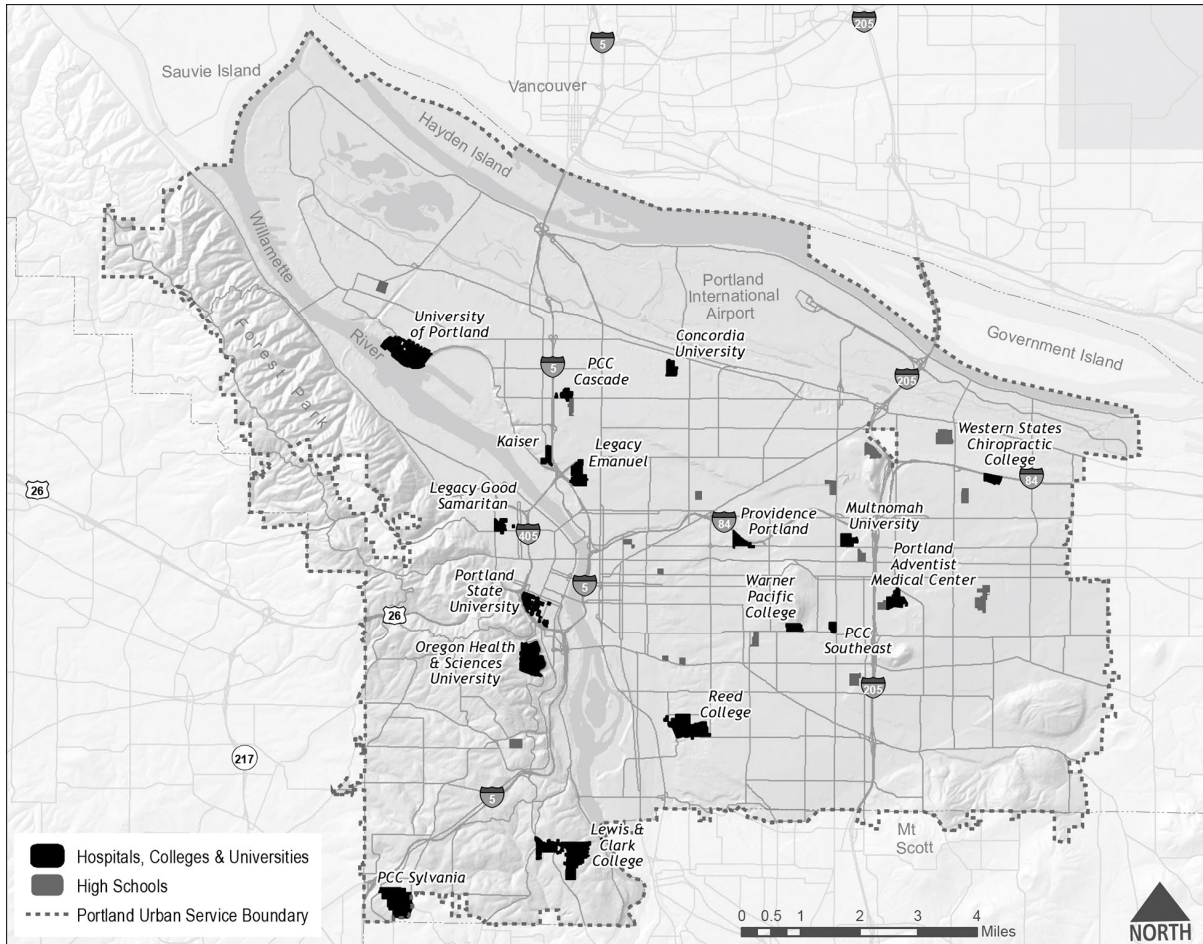 205
5
Sauvie Island
Vancouver
Hayden Island
Willamette
River
Portland
International
Airport
Government Island
Forest Park
University
of Portland
Concordia
University
5
PCC
Cascade
205
Kaiser
Legacy
Emanuel
Western States
Chiropractic
College
84
26
Legacy Good
Samaritan
405
84
Providence
Portland
Multnomah
University
Portland
Adventist
Medical Center
Portland
State
University
5
Warner
Pacific
College
26
PCC
Southeast
Oregon Health
& Sciences
University
205
Reed
College
217
5
Lewis &
Clark
College
Mt
Scott
PCC Sylvania
Hospitals, Colleges & Universities
High Schools
Portland Urban Service Boundary
0 0.5 1 2 3 4
Miles
NORTH